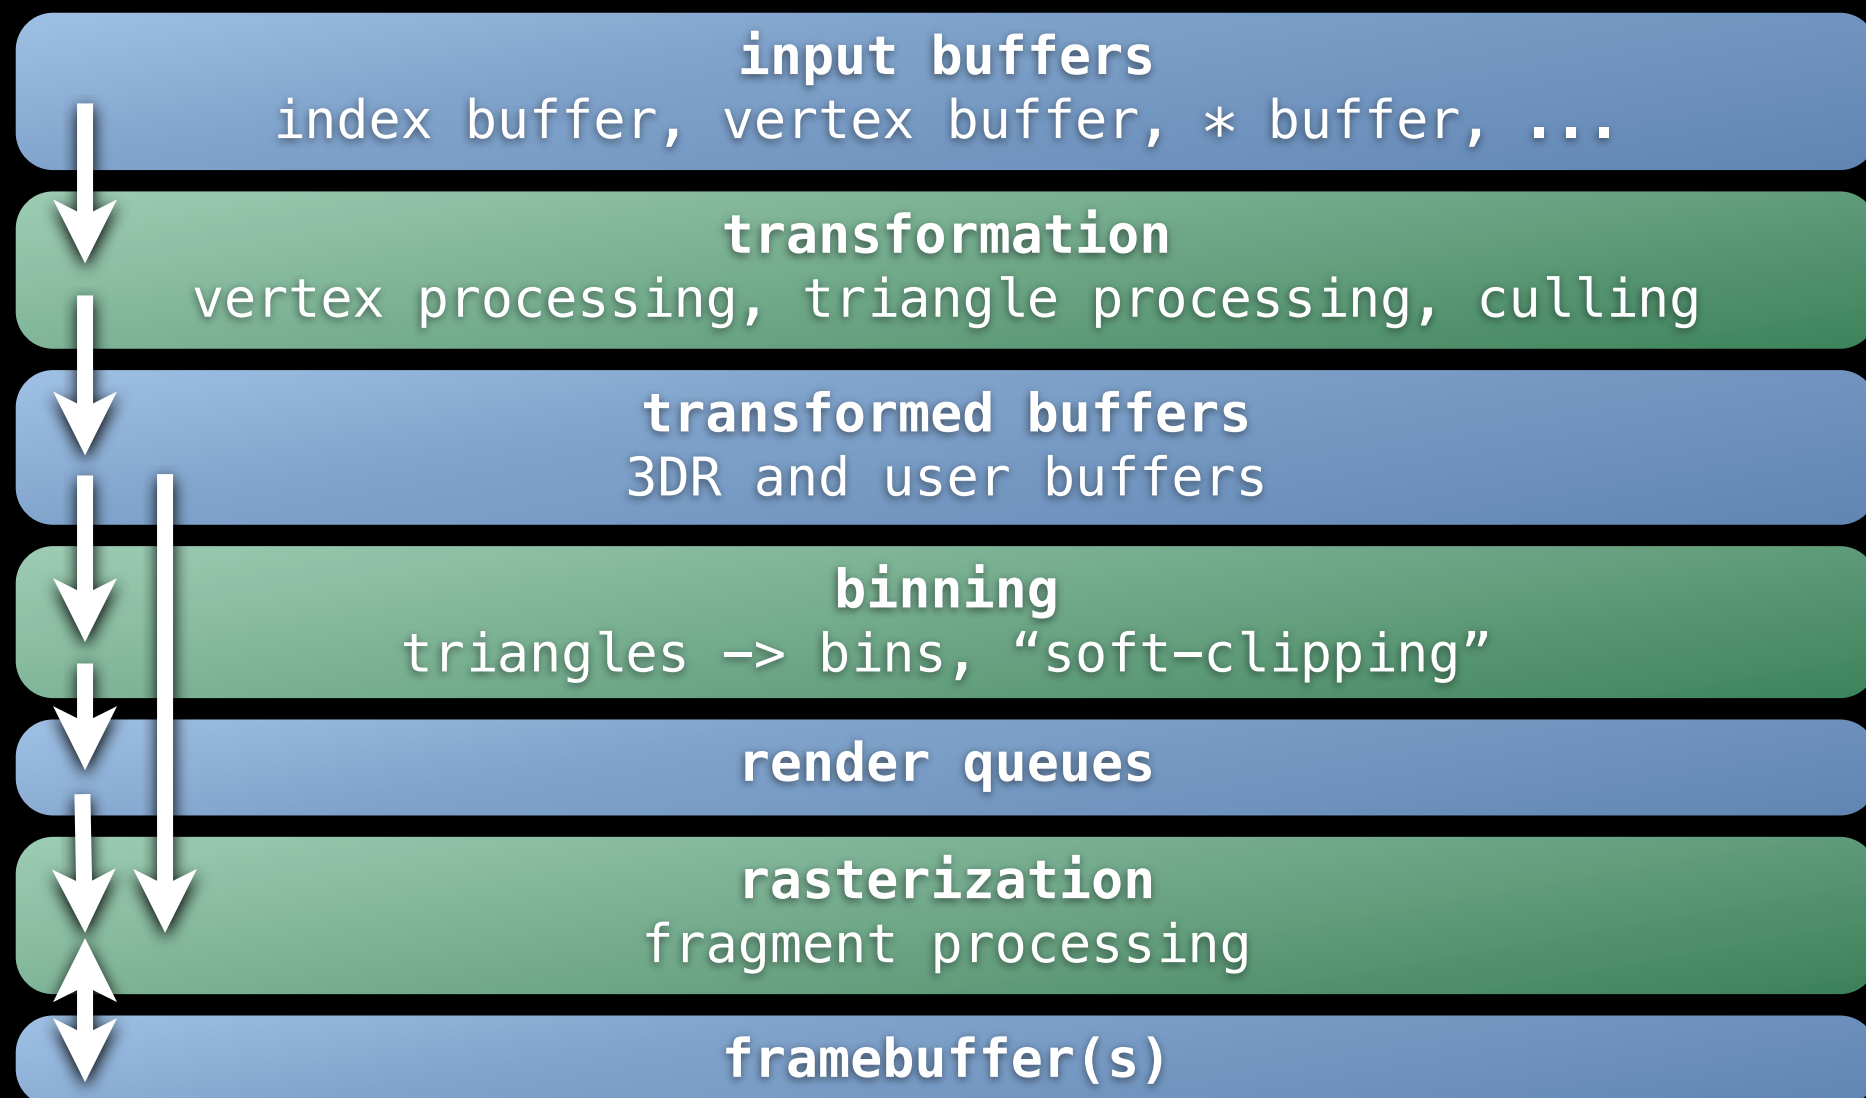 input buffers
index buffer, vertex buffer, * buffer, ...
transformation
vertex processing, triangle processing, culling
transformed buffers
3DR and user buffers
binning
triangles –> bins, “soft–clipping”
render queues
rasterization
fragment processing
framebuffer(s)